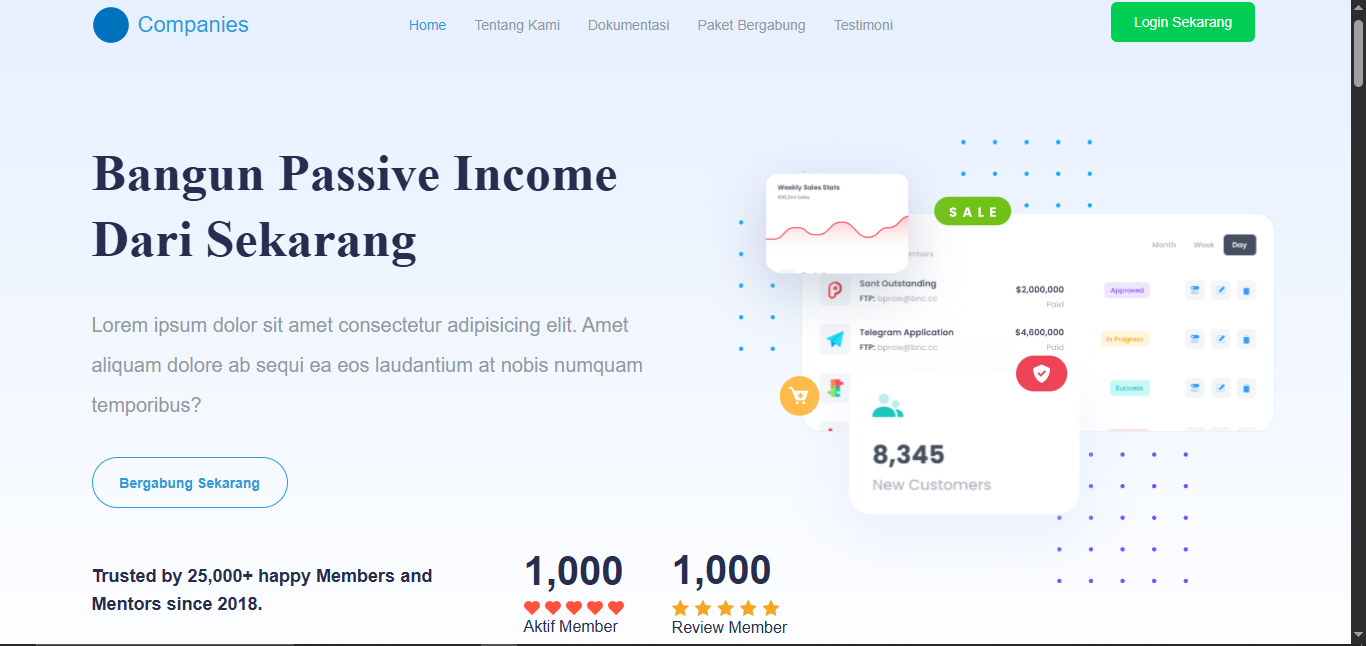 Companies
Home
Tentang Kami
Dokumentasi
Paket Bergabung
Testimoni
Login Sekarang
Bangun Passive Income
Dari Sekarang
Lorem ipsum dolor sit amet consectetur adipisicing elit. Amet
aliquam dolore ab sequi ea eos laudantium at nobis numquam
temporibus?
Bergabung Sekarang
Trusted by 25,000+ happy Members and
Mentors since 2018.
1,000
Aktif Member
1,000
Review Member
Weekly Sales Stats
SALE
Month
Week
Day
Sant Outstanding
FTP: bprow@bnc.cc
$2,000,000
Paid
Approved
Telegram Application
FTP: bprow@bnc.cc
$4,600,000
Paid
In Progress
Success
8,345
New Customers